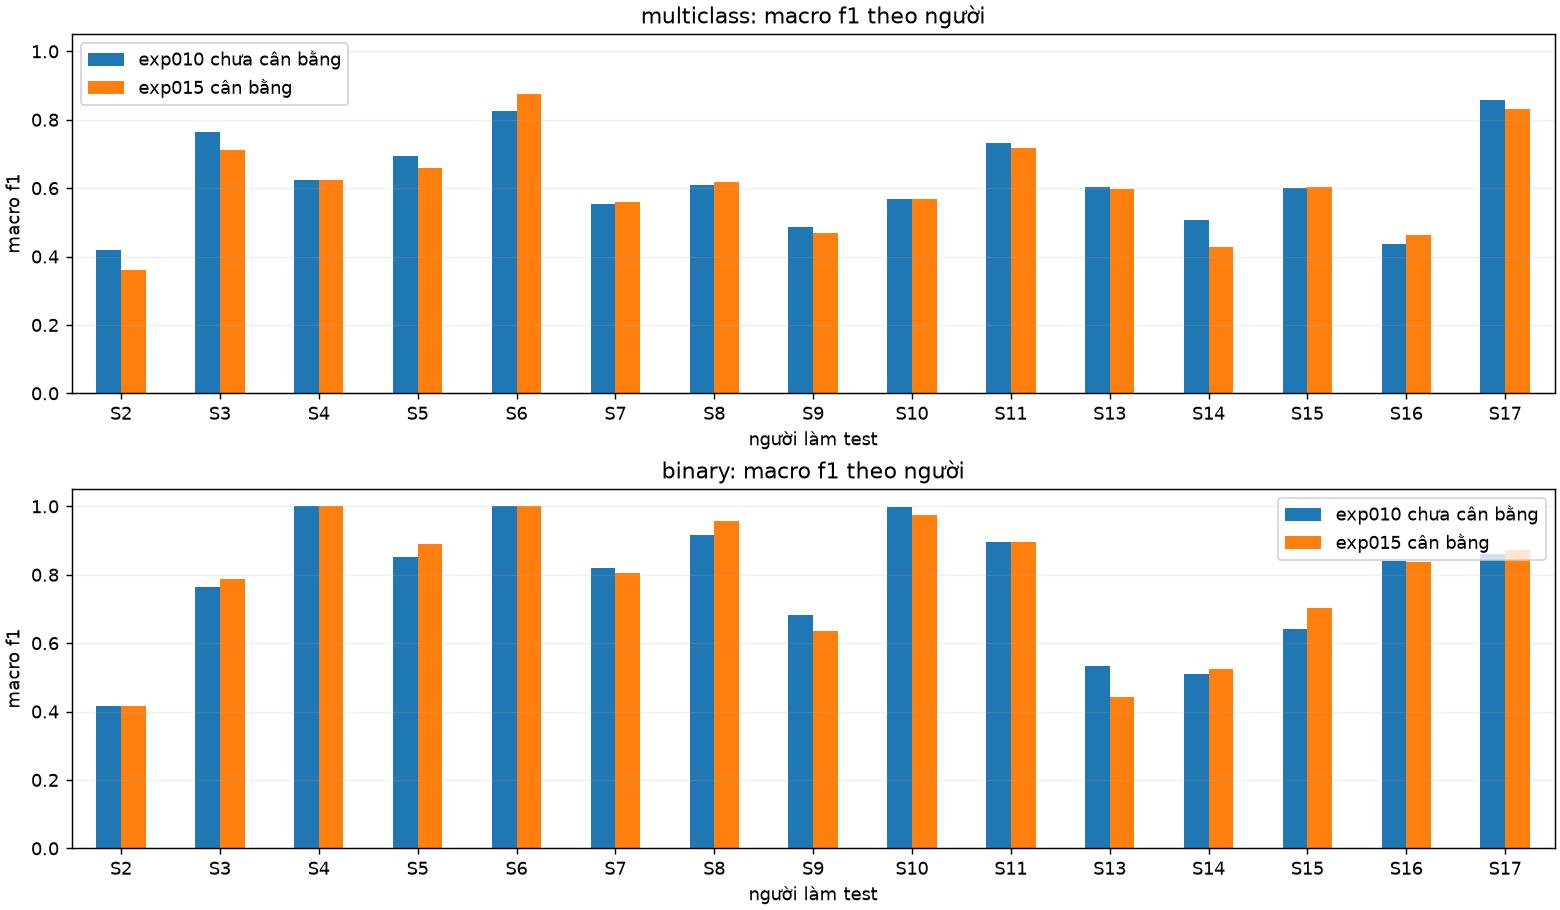 multiclass: macro f1 theo người
exp010 chưa cân bằng
exp015 cân bằng
macro f1
1.0
0.8
0.6
0.4
0.2
0.0
S2 S3 S4 S5 S6 S7 S8 S9 S10 S11 S13 S14 S15 S16 S17
người làm test
binary: macro f1 theo người
exp010 chưa cân bằng
exp015 cân bằng
macro f1
1.0
0.8
0.6
0.4
0.2
0.0
S2 S3 S4 S5 S6 S7 S8 S9 S10 S11 S13 S14 S15 S16 S17
người làm test